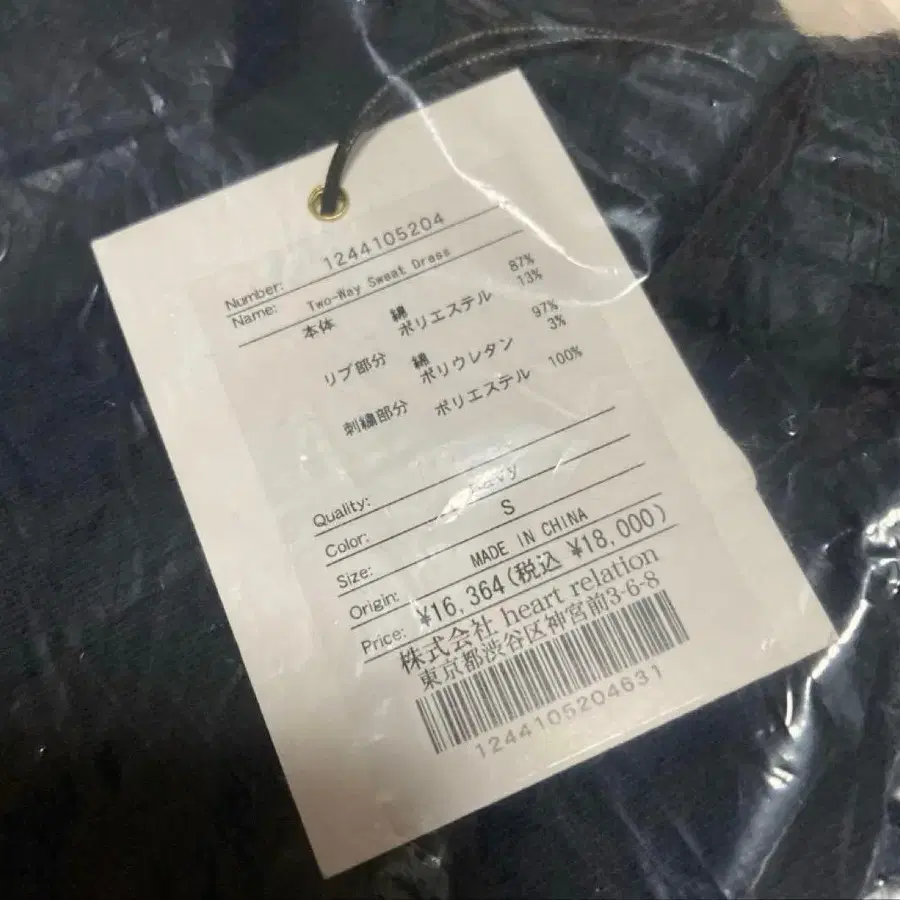 Number: 1244105204
Name: Two-Way Sweat Dress
本体 綿 87%
ポリエステル 13%
リブ部分 綿 97%
ポリウレタン 3%
刺繍部分 ポリエステル 100%
Quality:
Color: Navy
Size: S
Origin: MADE IN CHINA
Price: ¥16,364(税込 ¥18,000)
株式会社 heart relation
東京都渋谷区神宮前3-6-8
1244105204631